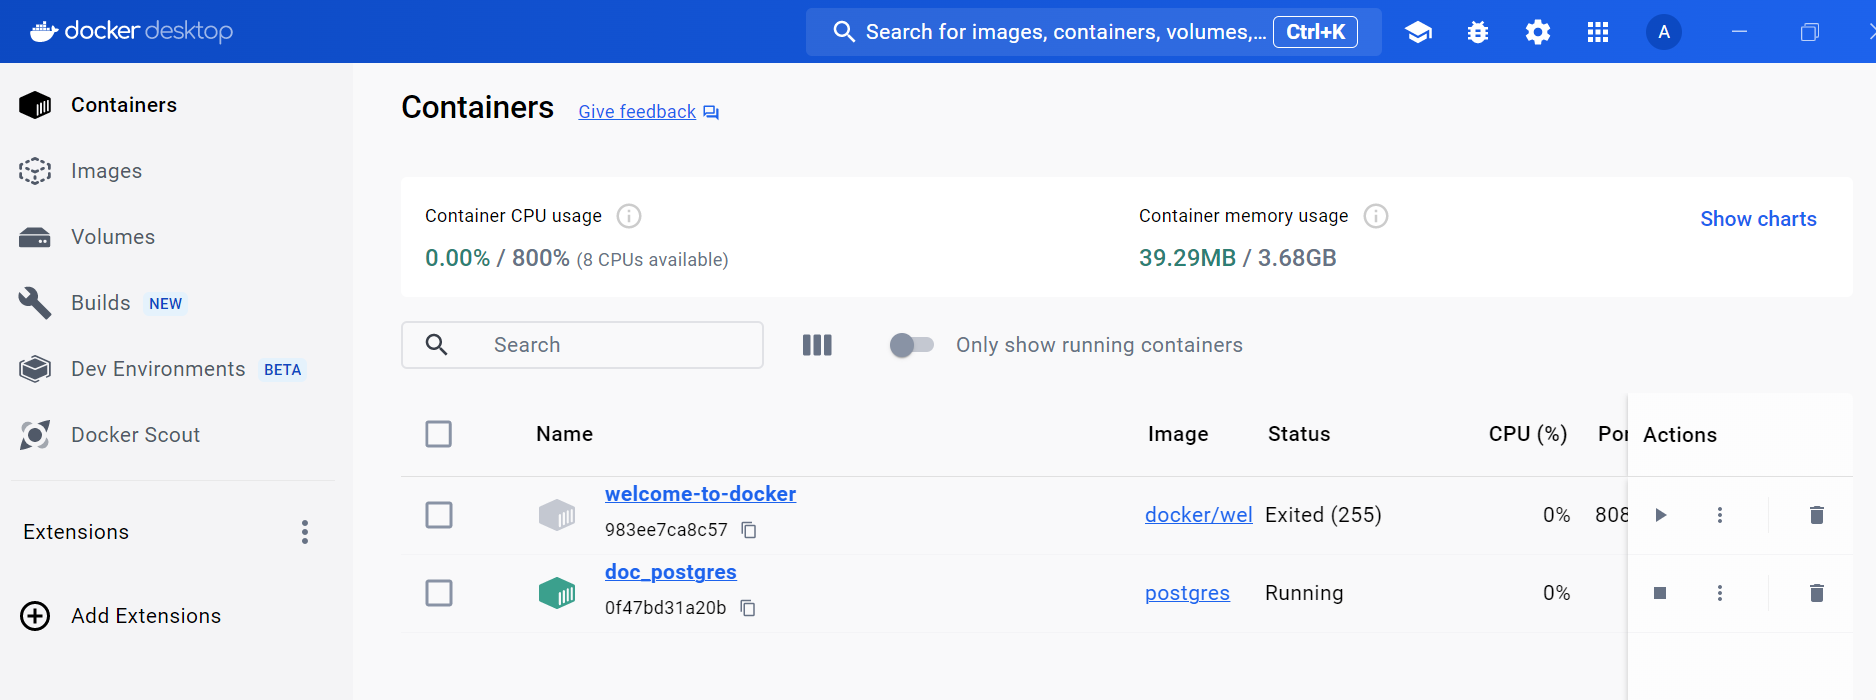 docker desktop
Search for images, containers, volumes,... Ctrl+K
A
Containers
Images
Volumes
Builds NEW
Dev Environments BETA
Docker Scout
Extensions
Add Extensions
Containers Give feedback
Container CPU usage
0.00% / 800% (8 CPUs available)
Container memory usage
39.29MB / 3.68GB
Show charts
Search
Only show running containers
Name Image Status CPU (%) Por Actions
welcome-to-docker
983ee7ca8c57
docker/wel Exited (255) 0% 808
doc_postgres
0f47bd31a20b
postgres Running 0%